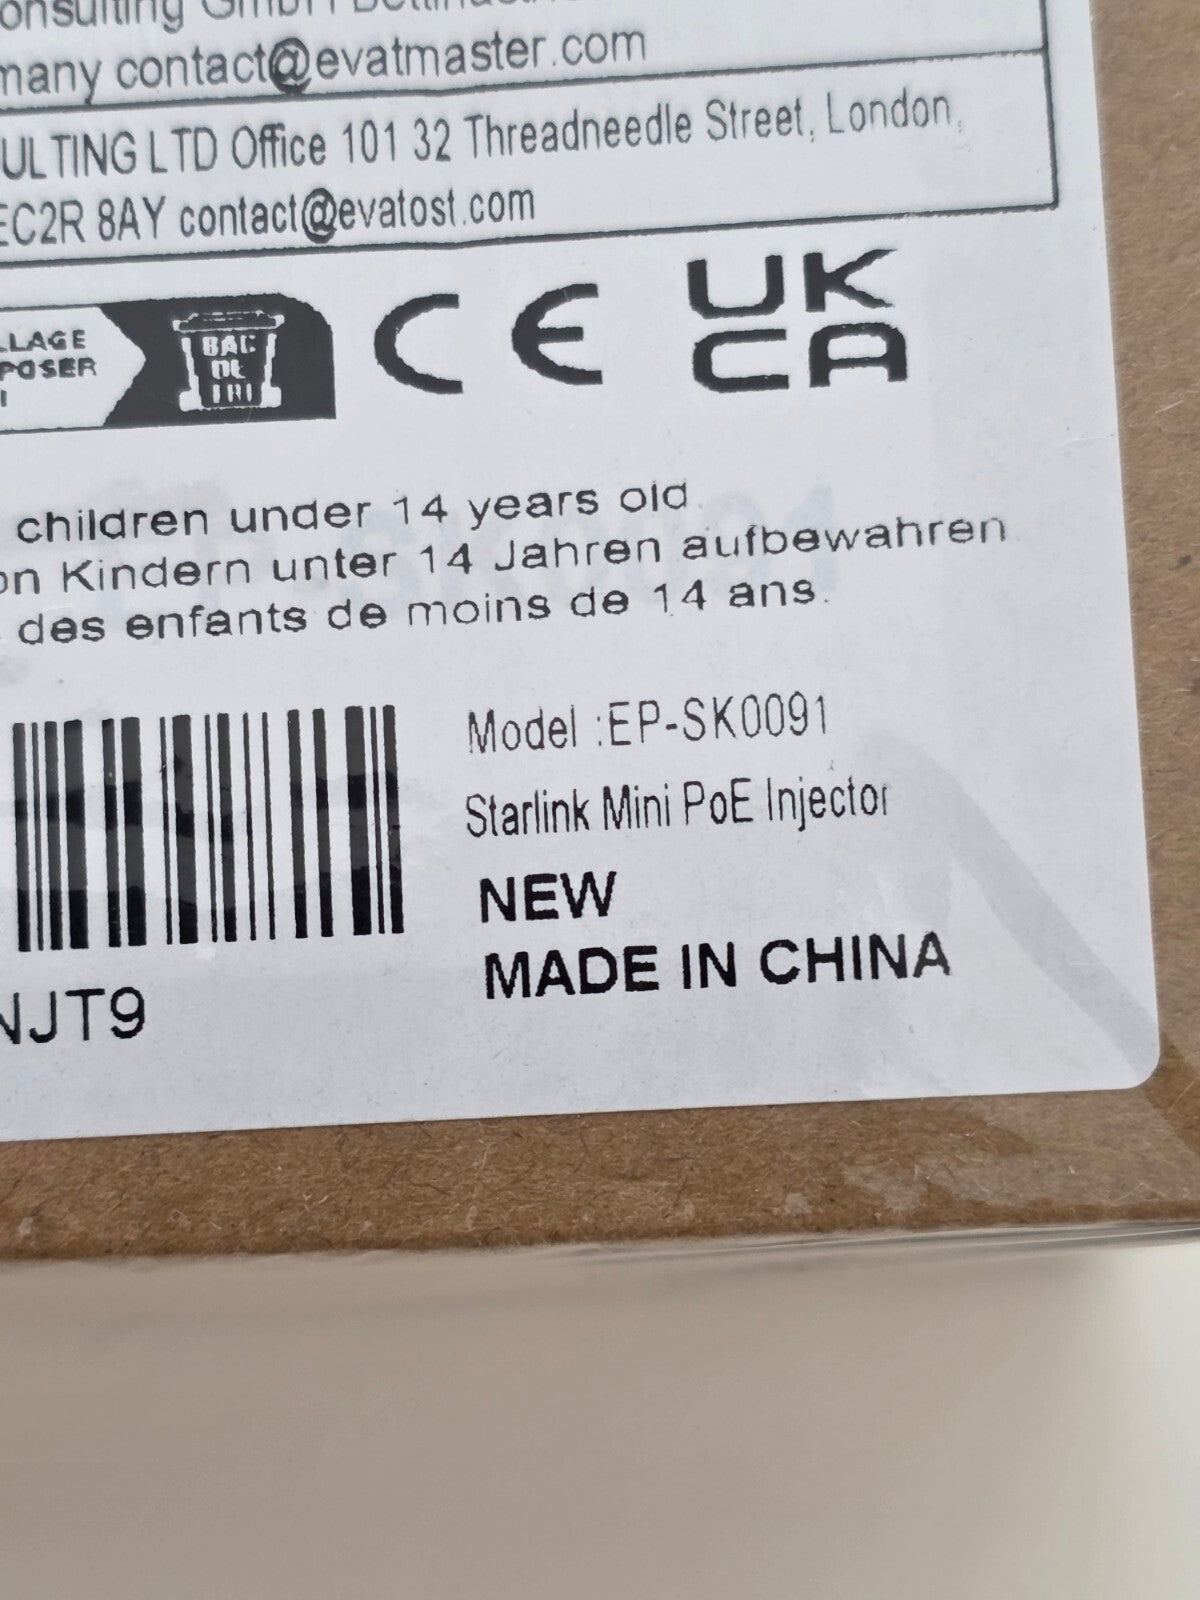 onsulting GmbH
many contact@evatmaster.com
ULTING LTD Office 101 32 Threadneedle Street, London,
EC2R 8AY contact@evatost.com
LLAGE
POSER
I
BAC
DE
TRI
CE
UK
CA
children under 14 years old.
on Kindern unter 14 Jahren aufbewahren
des enfants de moins de 14 ans.
Model :EP-SK0091
Starlink Mini PoE Injector
NEW
MADE IN CHINA
NJT9